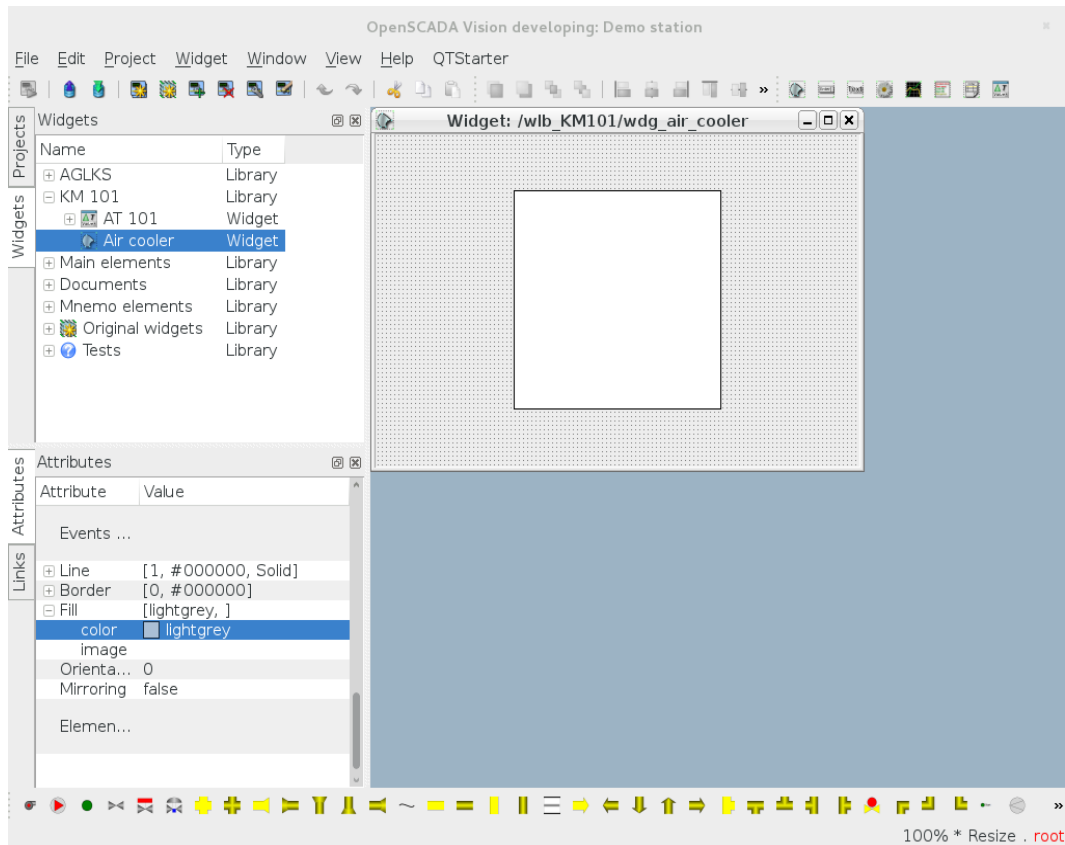 OpenSCADA Vision developing: Demo station
File Edit Project Widget Window View Help QTStarter
Projects
Widgets
Widgets
Name Type
AGLKS Library
KM 101 Library
AT 101 Widget
Air cooler Widget
Main elements Library
Documents Library
Mnemo elements Library
Original widgets Library
Tests Library
Widget: /wlb_KM101/wdg_air_cooler
Attributes
Links
Attributes
Attribute Value
Events ...
Line [1, #000000, Solid]
Border [0, #000000]
Fill [lightgrey, ]
color lightgrey
image
Orienta... 0
Mirroring false
Elemen...
100% * Resize . root